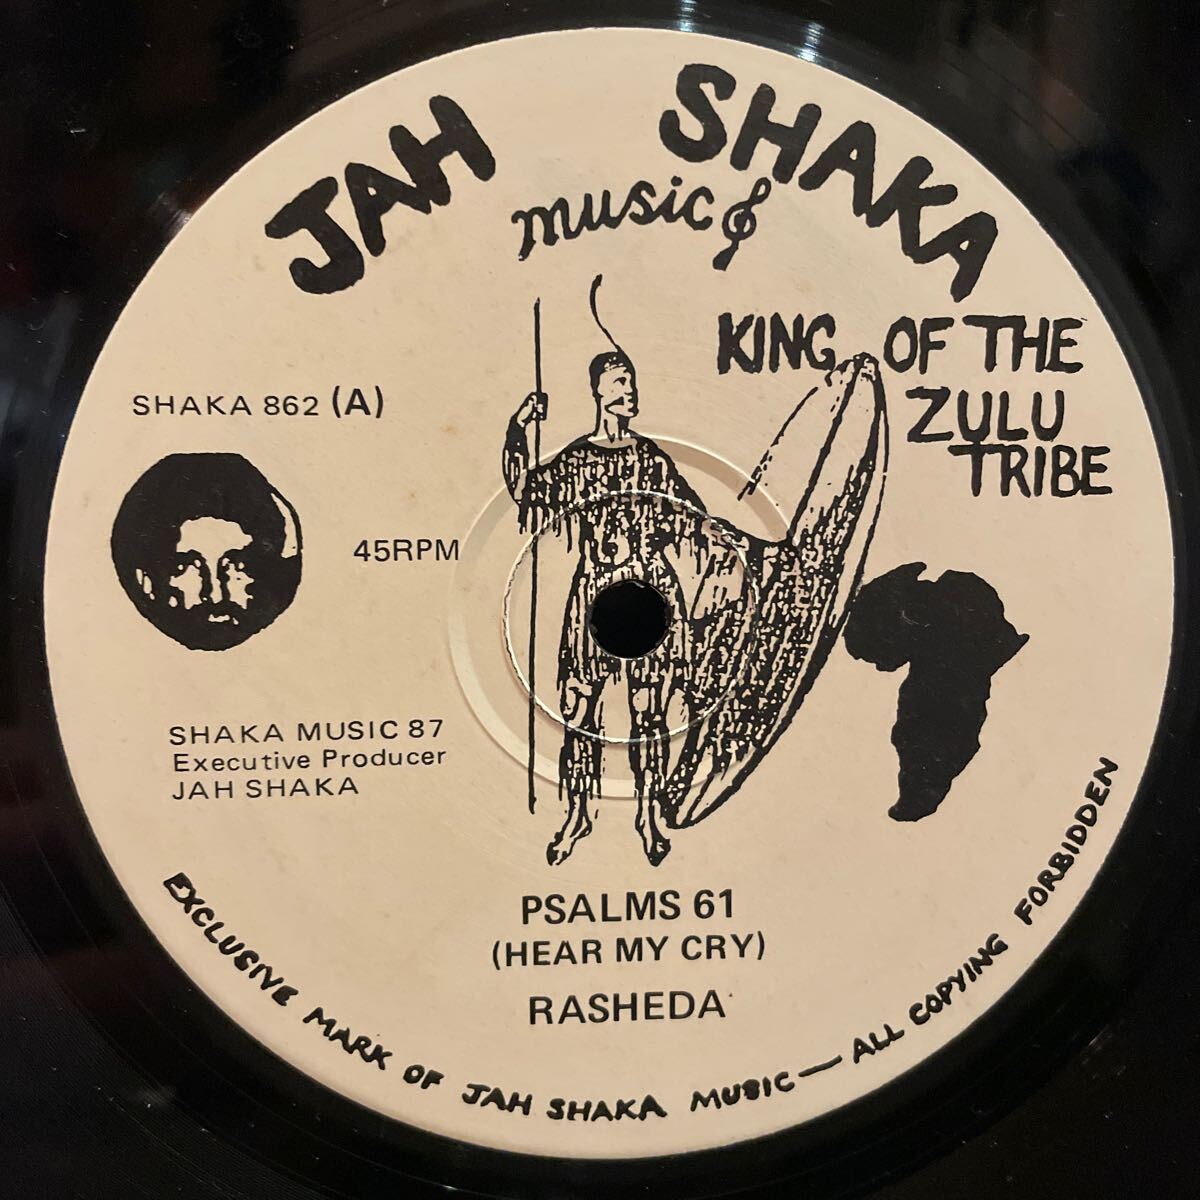 JAH SHAKA
music
KING OF THE
ZULU
TRIBE
SHAKA 862 (A)
45RPM
SHAKA MUSIC 87
Executive Producer
JAH SHAKA
PSALMS 61
(HEAR MY CRY)
RASHEDA
EXCLUSIVE MARK OF JAH SHAKA MUSIC — ALL COPYING FORBIDDEN